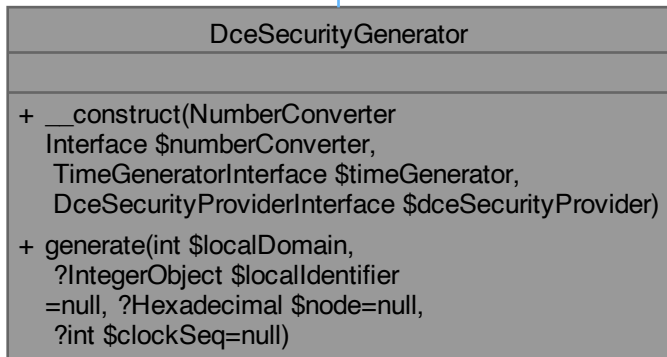 DceSecurityGenerator
+ __construct(NumberConverter
Interface $numberConverter,
TimeGeneratorInterface $timeGenerator,
DceSecurityProviderInterface $dceSecurityProvider)
+ generate(int $localDomain,
?IntegerObject $localIdentifier
=null, ?Hexadecimal $node=null,
?int $clockSeq=null)